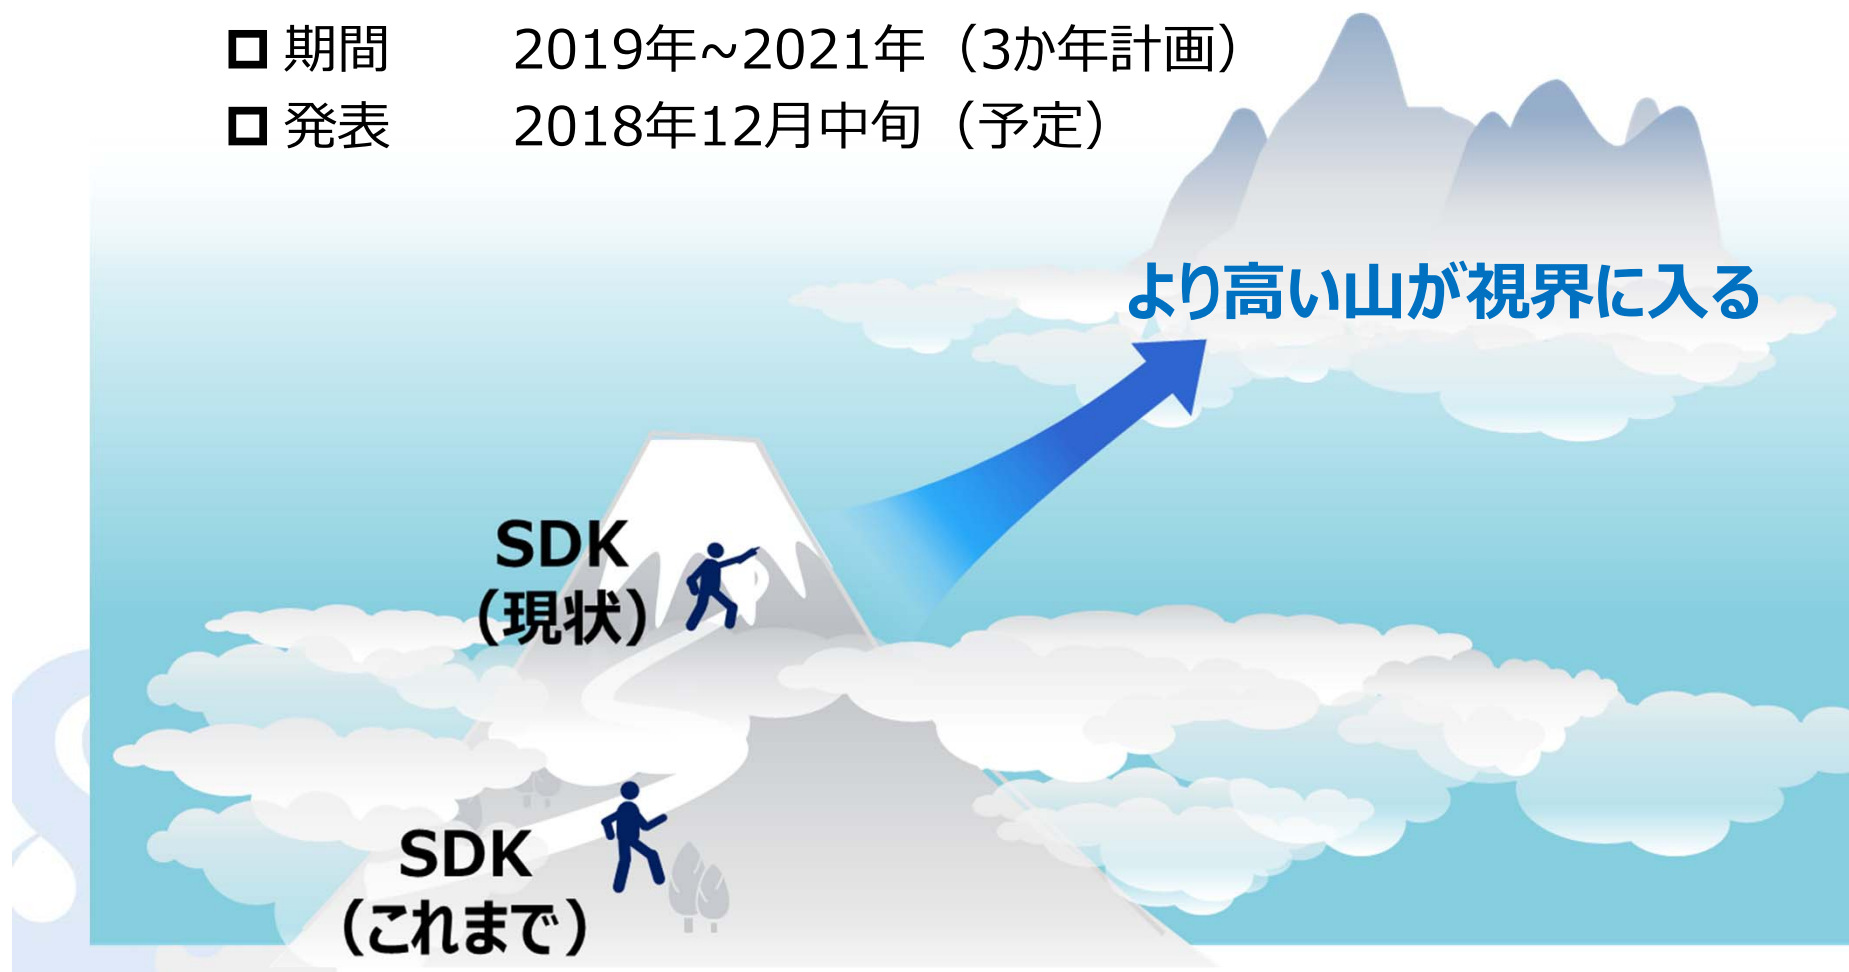 期間 2019年~2021年（3か年計画）
発表 2018年12月中旬（予定）
より高い山が視界に入る
SDK
（現状）
SDK
（これまで）